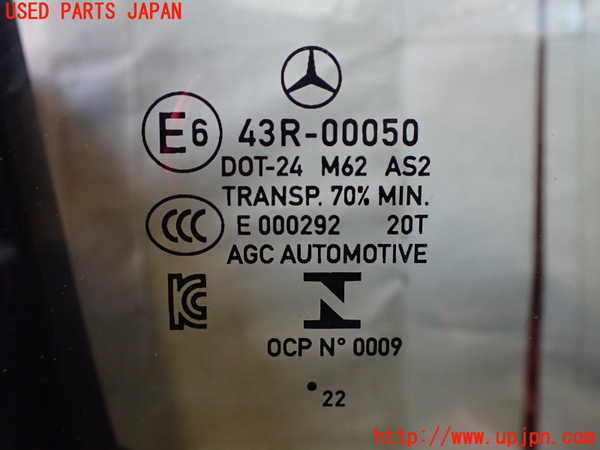 USED PARTS JAPAN
E6 43R-00050
DOT-24 M62 AS2
TRANSP. 70% MIN.
CCC E 000292 20T
AGC AUTOMOTIVE
KC N
OCP N° 0009
•22
http://www.upjpn.com/